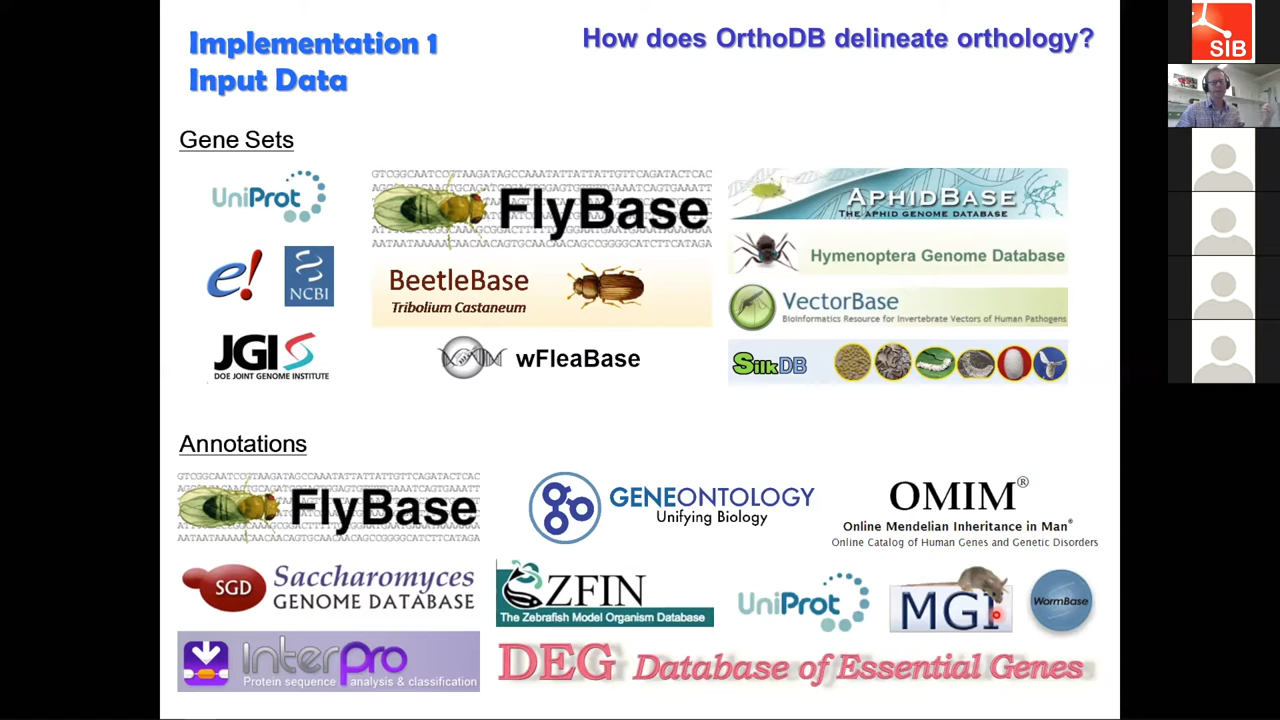 Implementation 1
Input Data
How does OrthoDB delineate orthology?
SIB
Gene Sets
UniProt
FlyBase
APHIDBASE
THE APHID GENOME DATABASE
e!
NCBI
BeetleBase
Tribolium Castaneum
Hymenoptera Genome Database
VectorBase
Bioinformatics Resource for Invertebrate Vectors of Human Pathogens
JGI
DOE JOINT GENOME INSTITUTE
wFleaBase
SilkDB
Annotations
FlyBase
GENEONTOLOGY
Unifying Biology
OMIM®
Online Mendelian Inheritance in Man®
Online Catalog of Human Genes and Genetic Disorders
SGD
Saccharomyces
GENOME DATABASE
ZFIN
The Zebrafish Model Organism Database
UniProt
MGI
WormBase
InterPro
Protein sequence analysis & classification
DEG Database of Essential Genes